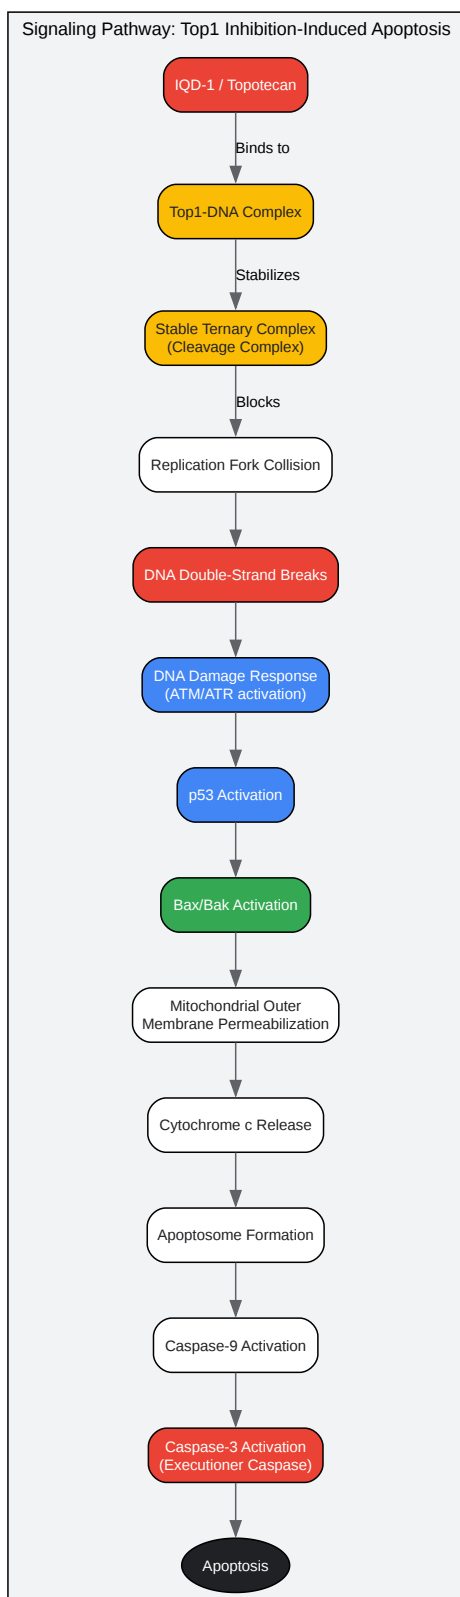 Signaling Pathway: Top1 Inhibition-Induced Apoptosis
IQD-1 / Topotecan
Binds to
Top1-DNA Complex
Stabilizes
Stable Ternary Complex
(Cleavage Complex)
Blocks
Replication Fork Collision
DNA Double-Strand Breaks
DNA Damage Response
(ATM/ATR activation)
p53 Activation
Bax/Bak Activation
Mitochondrial Outer
Membrane Permeabilization
Cytochrome c Release
Apoptosome Formation
Caspase-9 Activation
Caspase-3 Activation
(Executioner Caspase)
Apoptosis